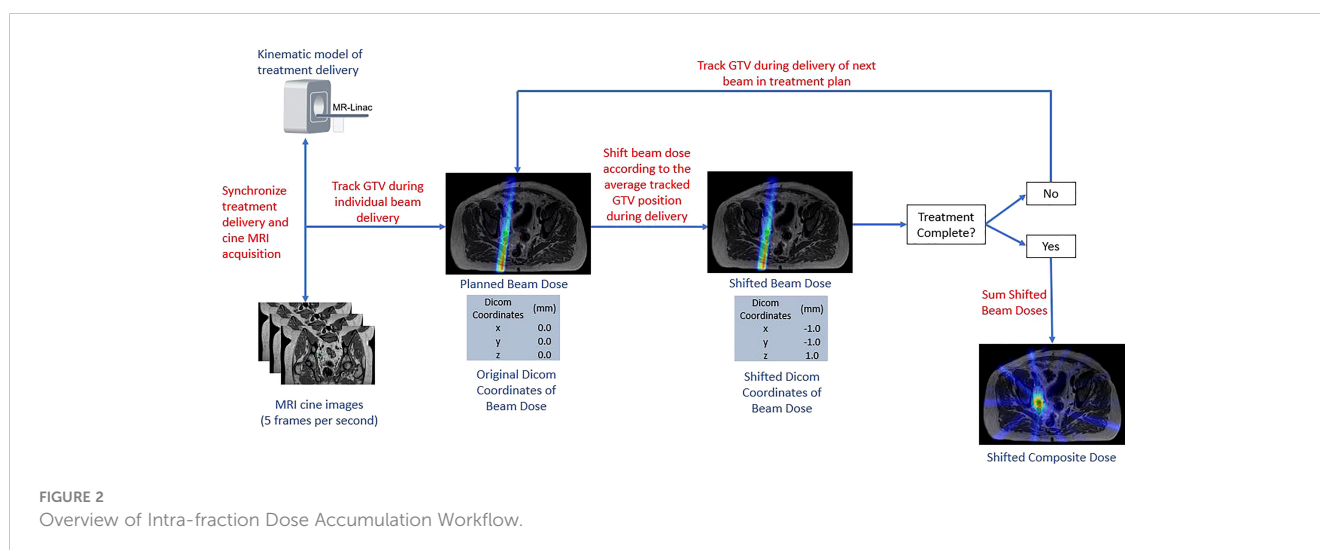 Kinematic model of
treatment delivery
MR-Linac
Synchronize
treatment
delivery and
cine MRI
acquisition
MRI cine images
(5 frames per second)
Track GTV during
individual beam
delivery
Planned Beam Dose
Dicom
Coordinates (mm)
x 0.0
y 0.0
z 0.0
Original Dicom
Coordinates of
Beam Dose
Shift beam dose
according to the
average tracked
GTV position
during delivery
Shifted Beam Dose
Dicom
Coordinates (mm)
x -1.0
y -1.0
z 1.0
Shifted Dicom
Coordinates of
Beam Dose
Track GTV during delivery of next
beam in treatment plan
Treatment
Complete?
No
Yes
Sum Shifted
Beam Doses
Shifted Composite Dose
FIGURE 2
Overview of Intra-fraction Dose Accumulation Workflow.